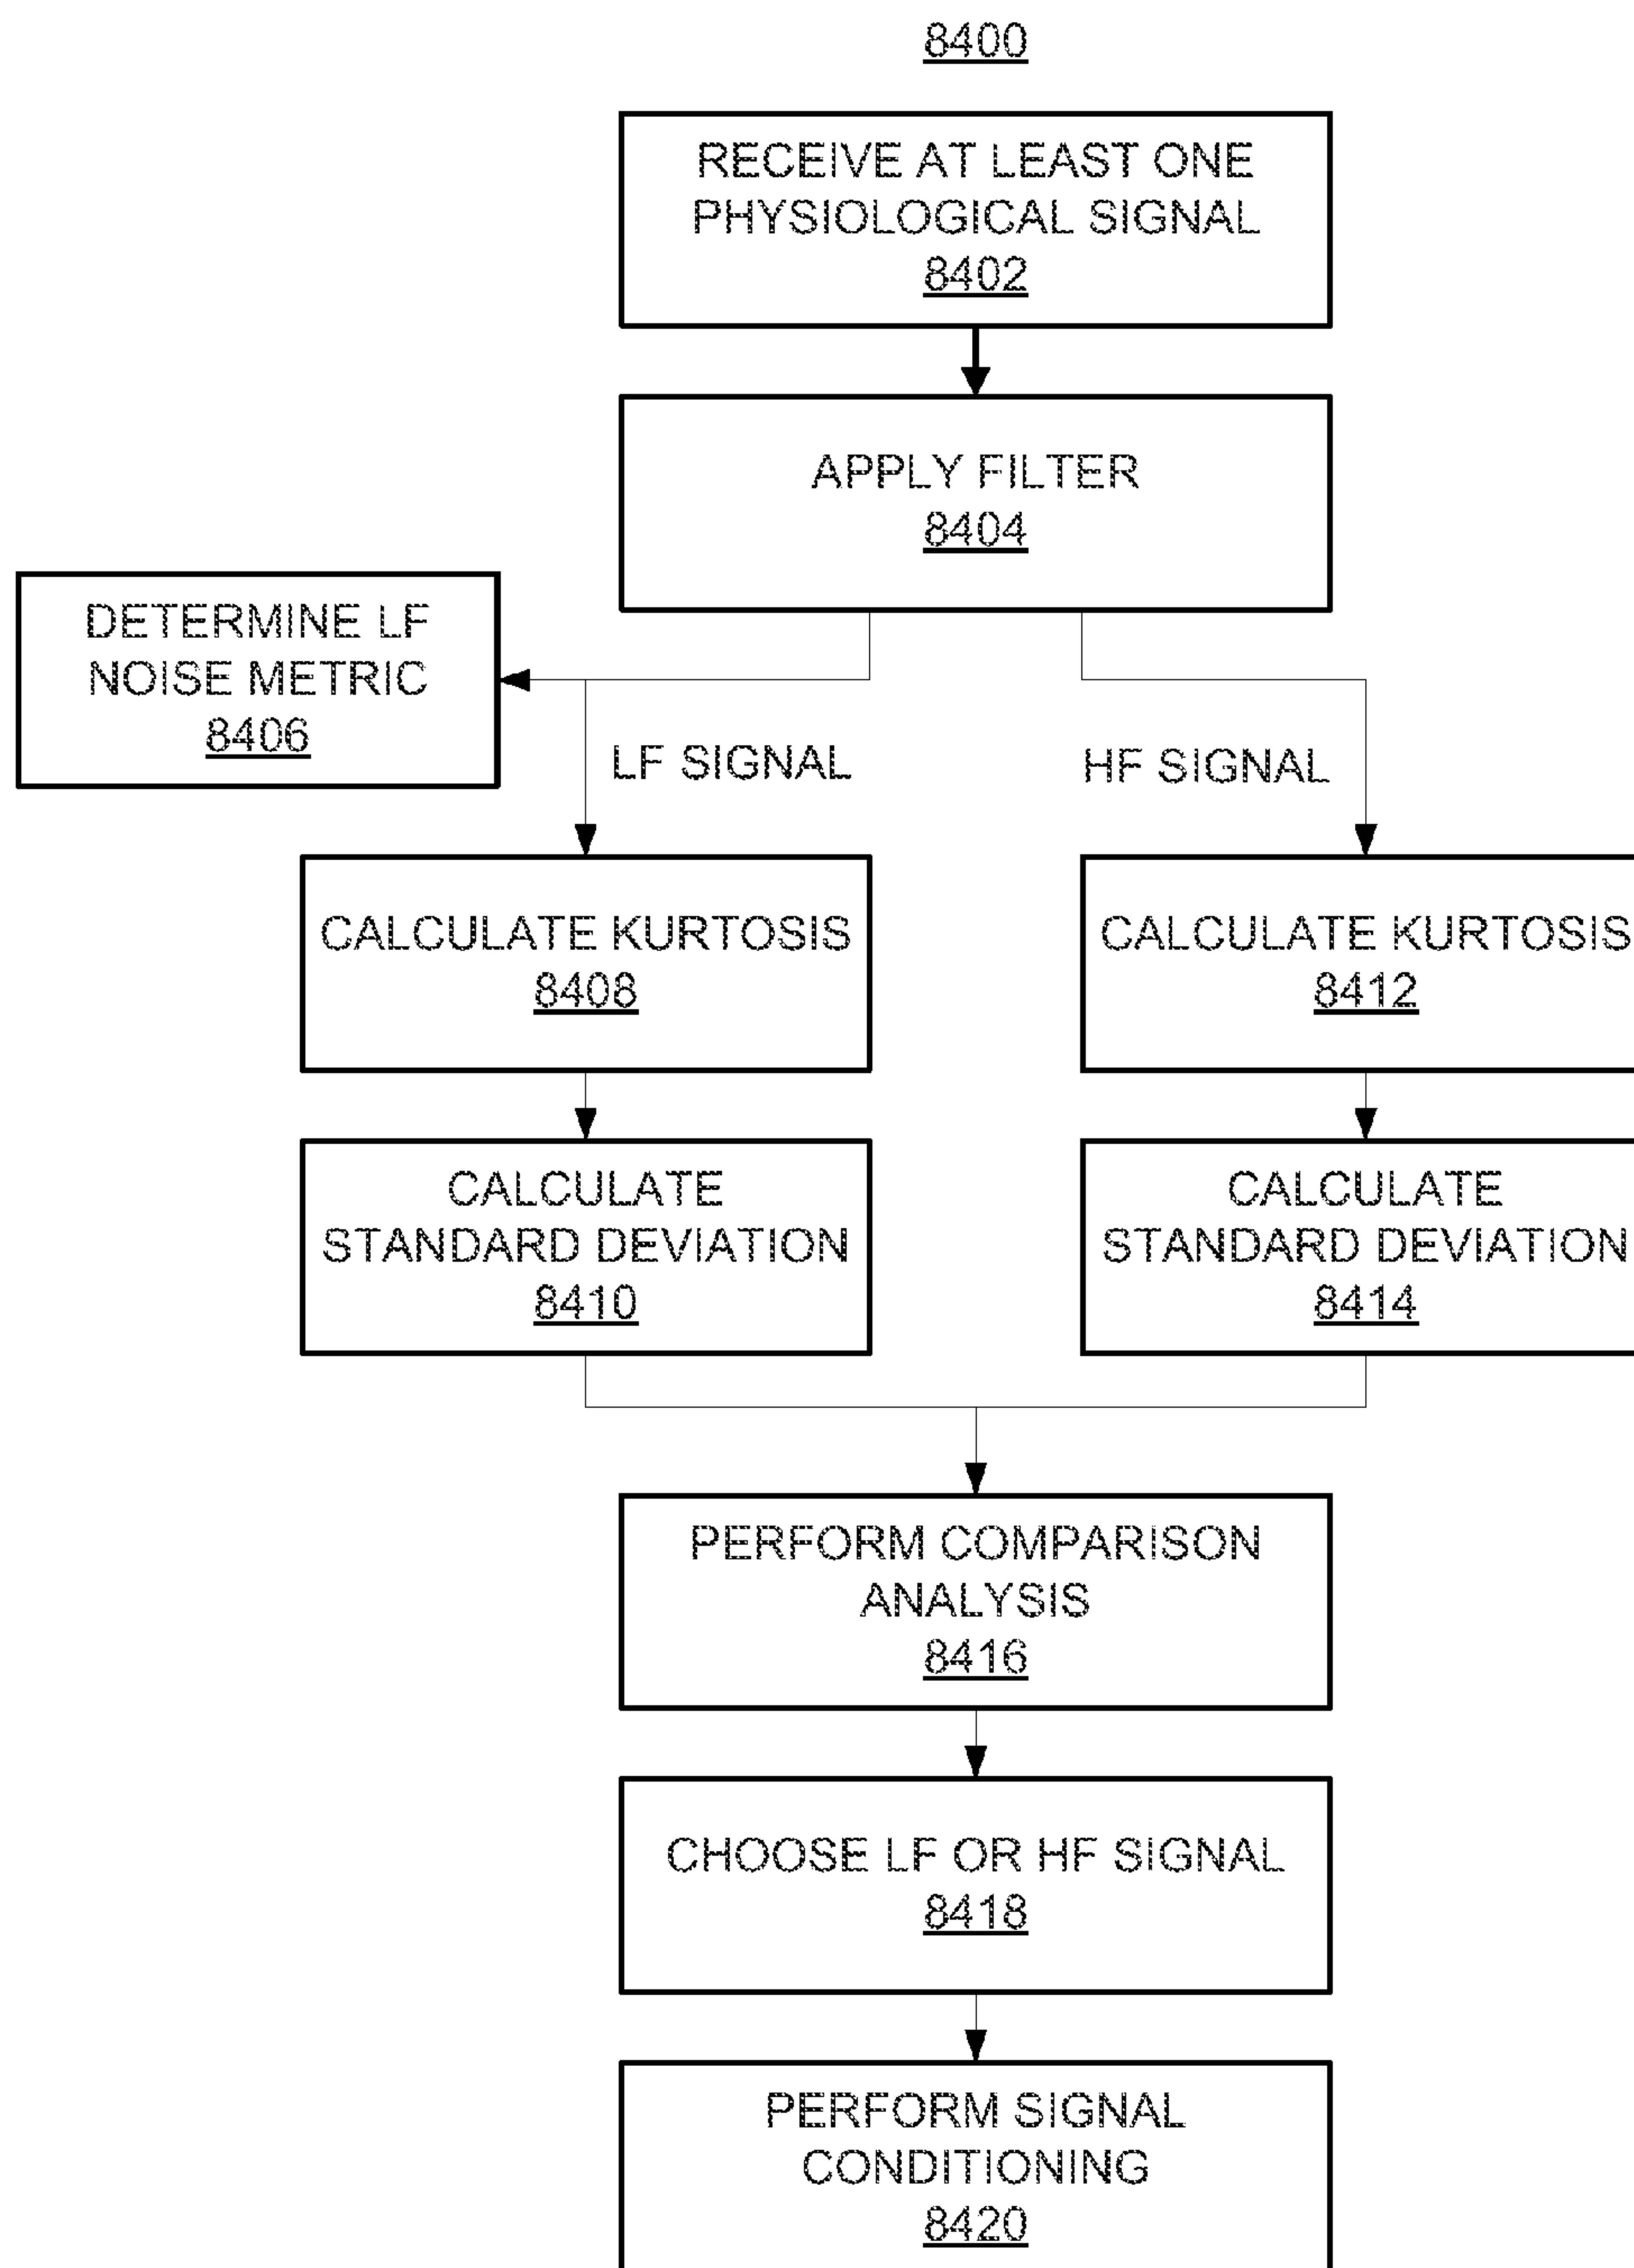 8400
RECEIVE AT LEAST ONE
PHYSIOLOGICAL SIGNAL
8402
APPLY FILTER
8404
DETERMINE LF
NOISE METRIC
8406
LF SIGNAL
HF SIGNAL
CALCULATE KURTOSIS
8408
CALCULATE KURTOSIS
8412
CALCULATE
STANDARD DEVIATION
8410
CALCULATE
STANDARD DEVIATION
8414
PERFORM COMPARISON
ANALYSIS
8416
CHOOSE LF OR HF SIGNAL
8418
PERFORM SIGNAL
CONDITIONING
8420